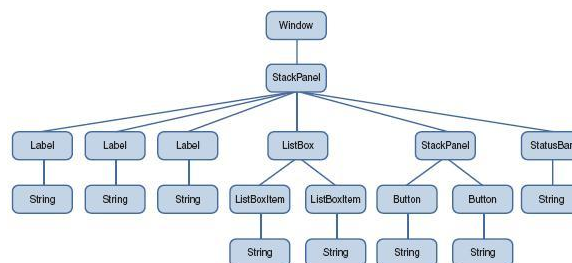 Window
StackPanel
Label Label Label ListBox StackPanel StatusBar
String String String ListBoxItem ListBoxItem Button Button String
String String String String